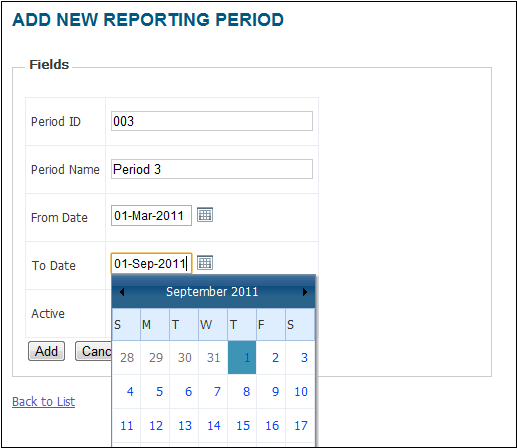 ADD NEW REPORTING PERIOD
Fields
Period ID 003
Period Name Period 3
From Date 01-Mar-2011
To Date 01-Sep-2011
September 2011
Active
S M T W T F S
28 29 30 31 1 2 3
Add Canc
4 5 6 7 8 9 10
Back to List
11 12 13 14 15 16 17